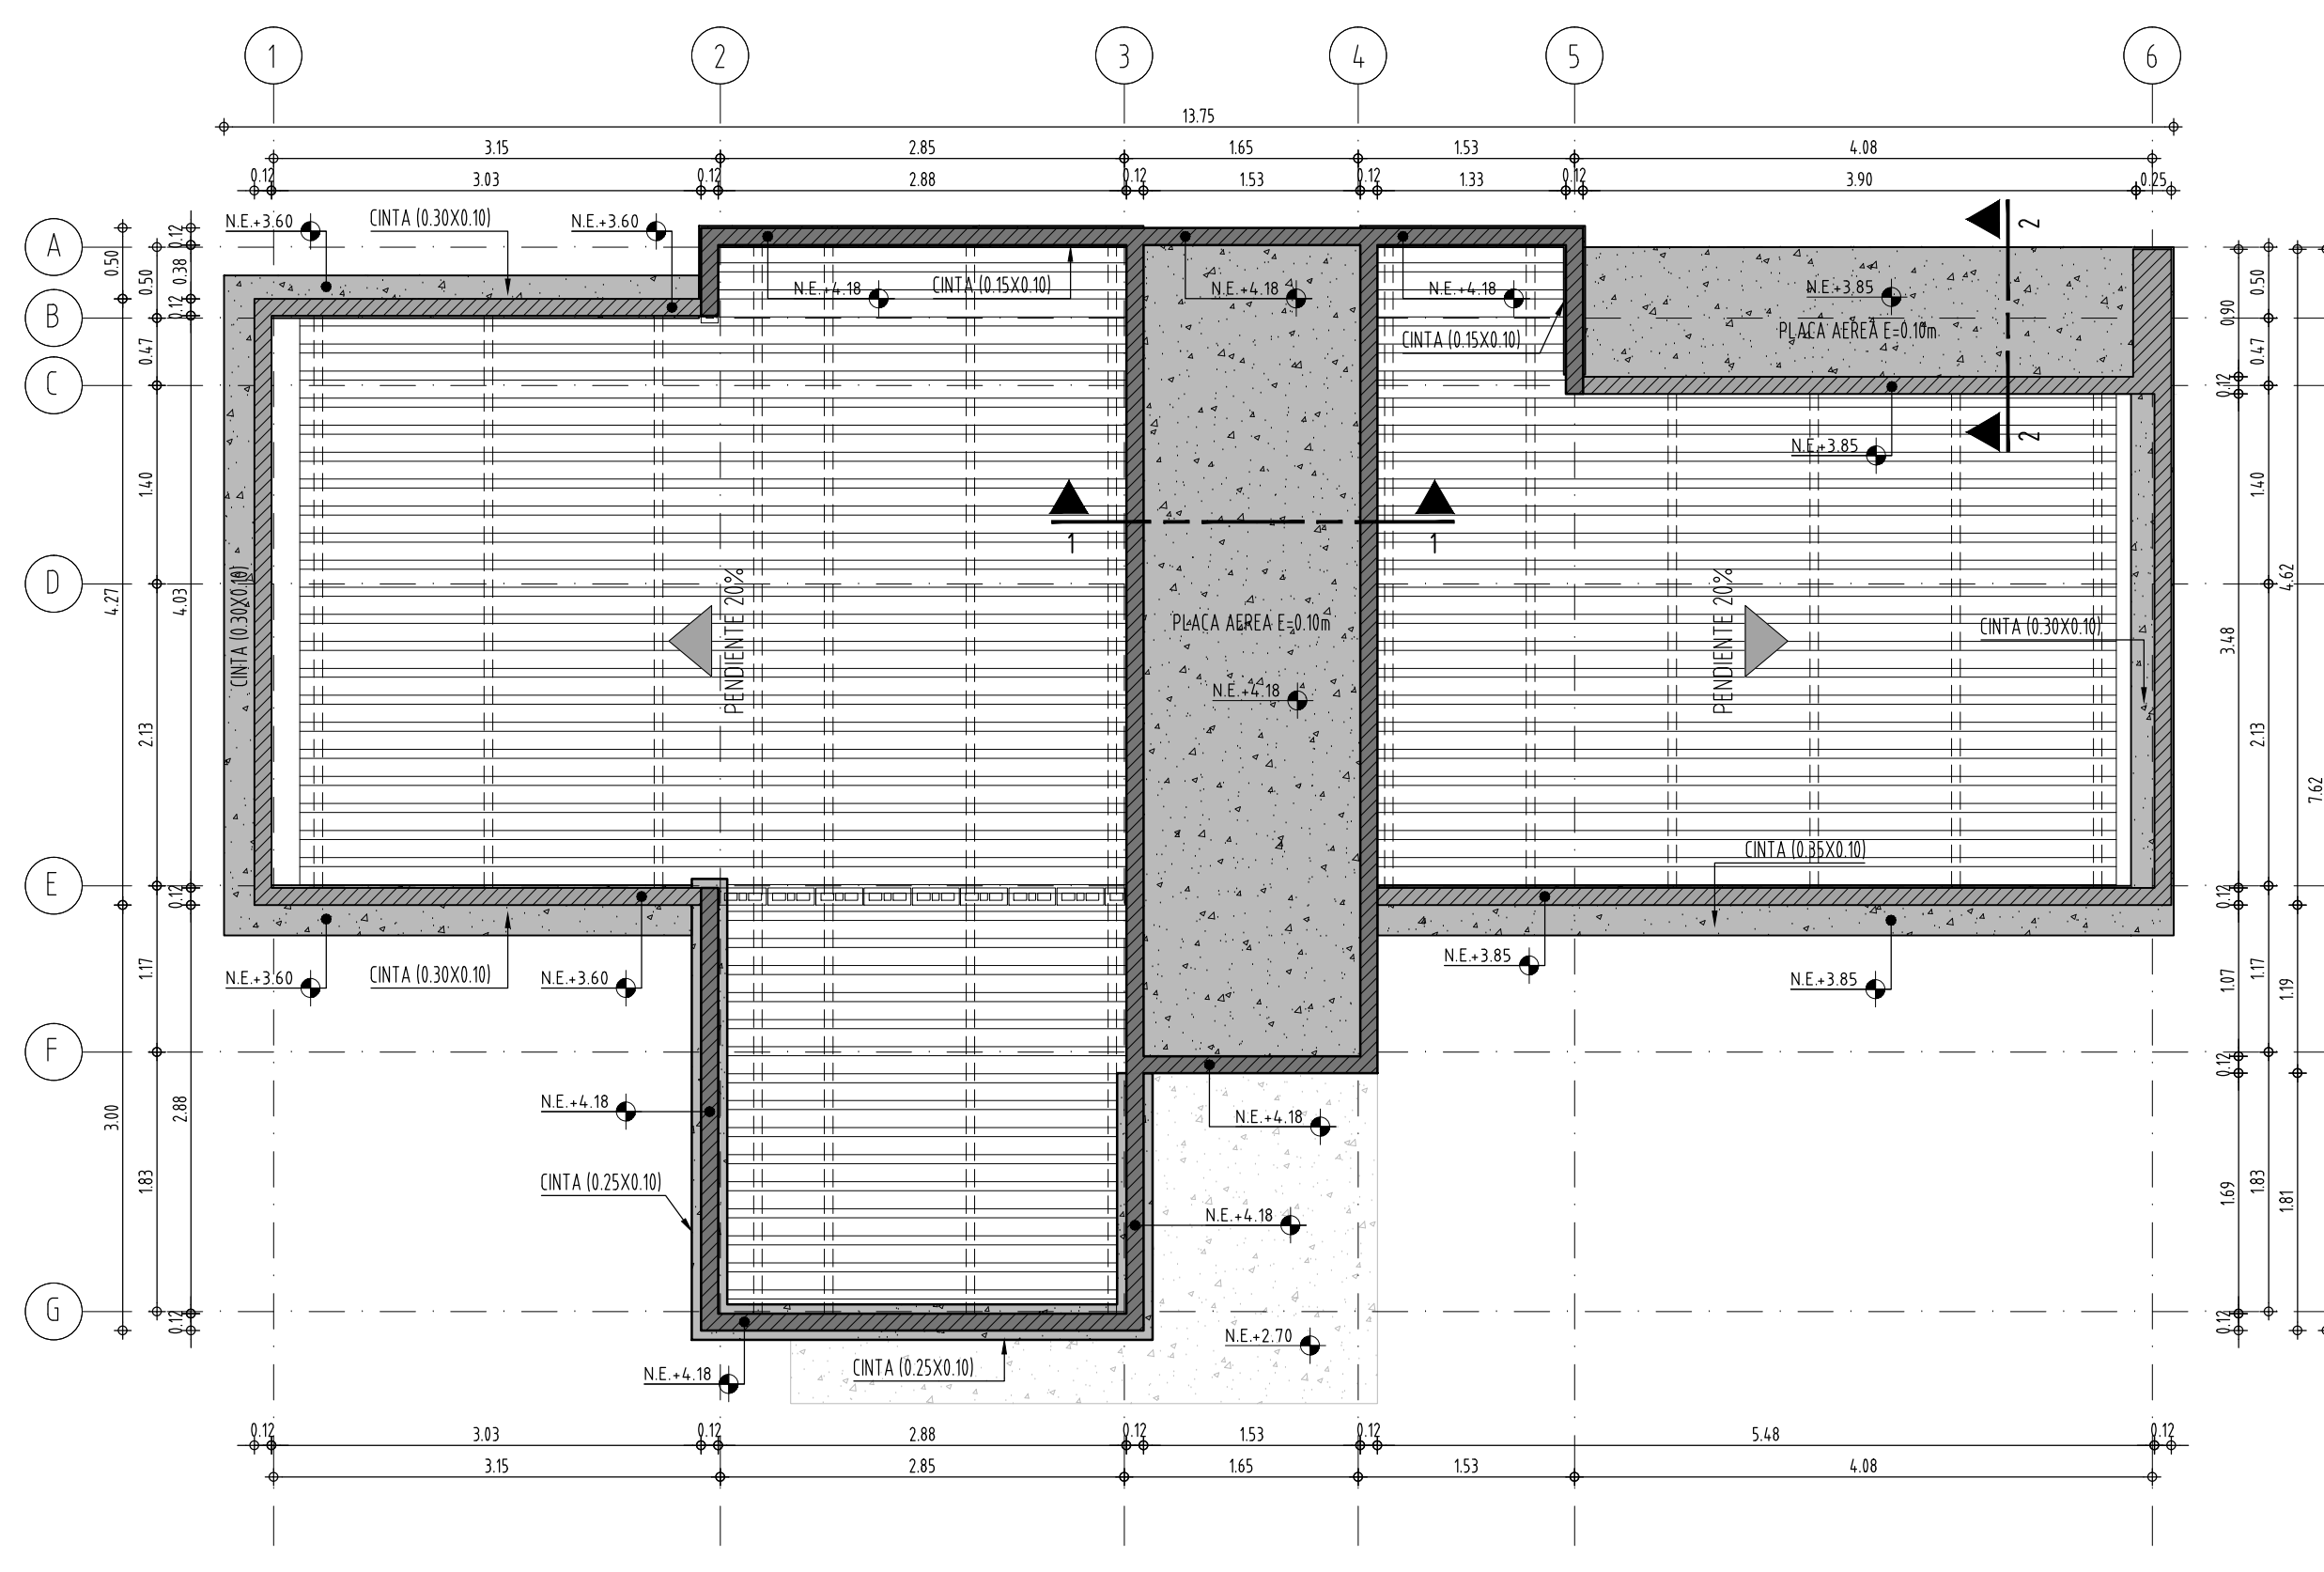 1 2 3 4 5 6
13.75
3.15 2.85 1.65 1.53 4.08
0.12 3.03 0.12 2.88 0.12 1.53 0.12 1.33 0.12 3.90 0.25
A
B
C
D
E
F
G
0.50
4.27
3.00
0.50
0.47
1.40
2.13
1.17
1.83
0.12
0.38
0.12
4.03
0.12
2.88
0.12
N.E.+3.60
CINTA (0.30X0.10)
N.E.+3.60
N.E.+4.18
CINTA (0.15X0.10)
N.E.+4.18
N.E.+4.18
CINTA (0.15X0.10)
N.E.+3.85
PLACA AEREA E=0.10m
2
2
N.E.+3.85
1
1
CINTA (0.30X0.10)
PENDIENTE 20%
PLACA AEREA E=0.10m
N.E.+4.18
PENDIENTE 20%
CINTA (0.30X0.10)
CINTA (0.35X0.10)
N.E.+3.60
CINTA (0.30X0.10)
N.E.+3.60
N.E.+3.85
N.E.+3.85
N.E.+4.18
N.E.+4.18
CINTA (0.25X0.10)
N.E.+4.18
N.E.+2.70
CINTA (0.25X0.10)
N.E.+4.18
0.90
0.12
3.48
0.12
1.07
0.12
1.69
0.12
0.50
0.47
1.40
2.13
1.17
1.83
4.62
1.19
1.81
7.62
0.12 3.03 0.12 2.88 0.12 1.53 0.12 5.48 0.12
3.15 2.85 1.65 1.53 4.08